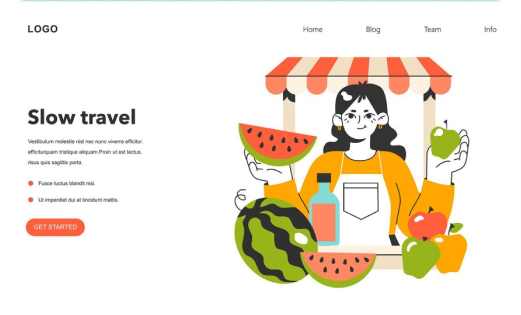 LOGO
Home
Blog
Team
Info
Slow travel
Vestibulum molestie nisl nec nunc viverra efficitur.
efficiturquam tristique aliquam.Proin ut est lectus.
risus quis sagittis porta.
Fusce luctus blandit nisi.
Ut imperdiet dui at tincidunt mattis.
GET STARTED